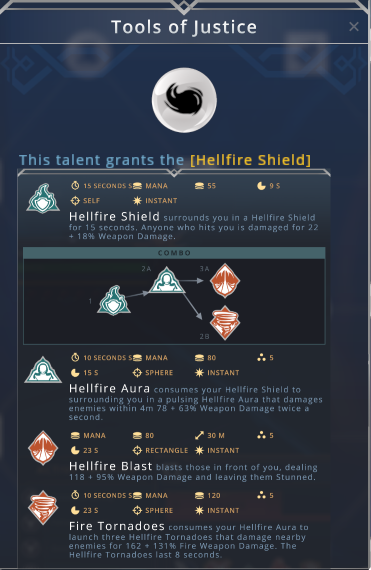 Tools of Justice
This talent grants the [Hellfire Shield]
15 SECONDS MANA 55 9 S
SELF INSTANT
Hellfire Shield surrounds you in a Hellfire Shield
for 15 seconds. Anyone who hits you is damaged for 22
+ 18% Weapon Damage.
COMBO
2A 3A
1
2B
10 SECONDS MANA 80 5
15 S SPHERE INSTANT
Hellfire Aura consumes your Hellfire Shield to
surrounding you in a pulsing Hellfire Aura that damages
enemies within 4m 78 + 63% Weapon Damage twice a
second.
MANA 80 30 M 5
23 S RECTANGLE INSTANT
Hellfire Blast blasts those in front of you, dealing
118 + 95% Weapon Damage and leaving them Stunned.
10 SECONDS MANA 120 5
23 S SPHERE INSTANT
Fire Tornadoes consumes your Hellfire Aura to
launch three Hellfire Tornadoes that damage nearby
enemies for 162 + 131% Fire Weapon Damage. The
Hellfire Tornadoes last 8 seconds.